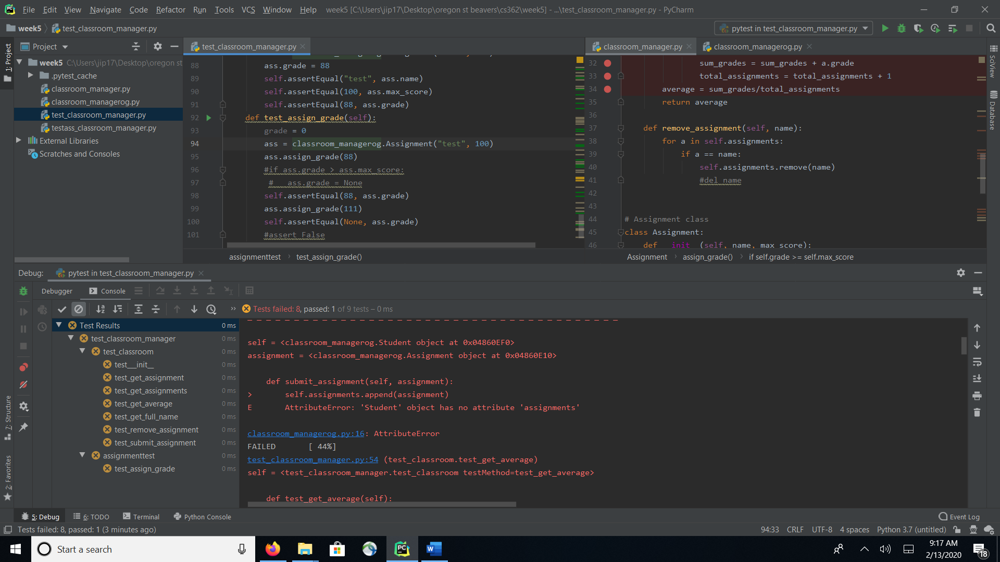 File Edit View Navigate Code Refactor Run Tools VCS Window Help week5 [C:\Users\jip17\Desktop\oregon st beavers\cs362\week5] - ...\test_classroom_manager.py - PyCharm
week5 test_classroom_manager.py
pytest in test_classroom_manager.py
1: Project
Project
test_classroom_manager.py
classroom_manager.py
classroom_managerog.py
week5 C:\Users\jip17\Desktop\oregon st
.pytest_cache
classroom_manager.py
classroom_managerog.py
test_classroom_manager.py
testass_classroom_manager.py
External Libraries
Scratches and Consoles
88 ass.grade = 88
89 self.assertEqual("test", ass.name)
90 self.assertEqual(100, ass.max_score)
91 self.assertEqual(88, ass.grade)
92 def test_assign_grade(self):
93 grade = 0
94 ass = classroom_managerog.Assignment("test", 100)
95 ass.assign_grade(88)
96 #if ass.grade > ass.max_score:
97 # ass.grade = None
98 self.assertEqual(88, ass.grade)
99 ass.assign_grade(111)
100 self.assertEqual(None, ass.grade)
101 #assert False
assignmenttest test_assign_grade()
32 sum_grades = sum_grades + a.grade
33 total_assignments = total_assignments + 1
34 average = sum_grades/total_assignments
35 return average
36
37 def remove_assignment(self, name):
38 for a in self.assignments:
39 if a == name:
40 self.assignments.remove(name)
41 #del name
42
43
44 # Assignment class
45 class Assignment:
46 def __init__(self, name, max_score):
Assignment assign_grade() if self.grade >= self.max_score
SciView
Database
Debug: pytest in test_classroom_manager.py
Debugger Console
Tests failed: 8, passed: 1 of 9 tests – 0 ms
Test Results 0 ms
test_classroom_manager 0 ms
test_classroom 0 ms
test__init__ 0 ms
test_get_assignment 0 ms
test_get_assignments 0 ms
test_get_average 0 ms
test_get_full_name 0 ms
test_remove_assignment 0 ms
test_submit_assignment 0 ms
assignmenttest 0 ms
test_assign_grade 0 ms
self = <classroom_managerog.Student object at 0x04860EF0>
assignment = <classroom_managerog.Assignment object at 0x04860E10>
def submit_assignment(self, assignment):
> self.assignments.append(assignment)
E AttributeError: 'Student' object has no attribute 'assignments'
classroom_managerog.py:16: AttributeError
FAILED [ 44%]
test_classroom_manager.py:54 (test_classroom.test_get_average)
self = <test_classroom_manager.test_classroom testMethod=test_get_average>
def test_get_average(self):
7: Structure
2: Favorites
5: Debug 6: TODO Terminal Python Console Event Log
Tests failed: 8, passed: 1 (3 minutes ago) 94:33 CRLF UTF-8 4 spaces Python 3.7 (untitled)
Start a search
9:17 AM
2/13/2020
18